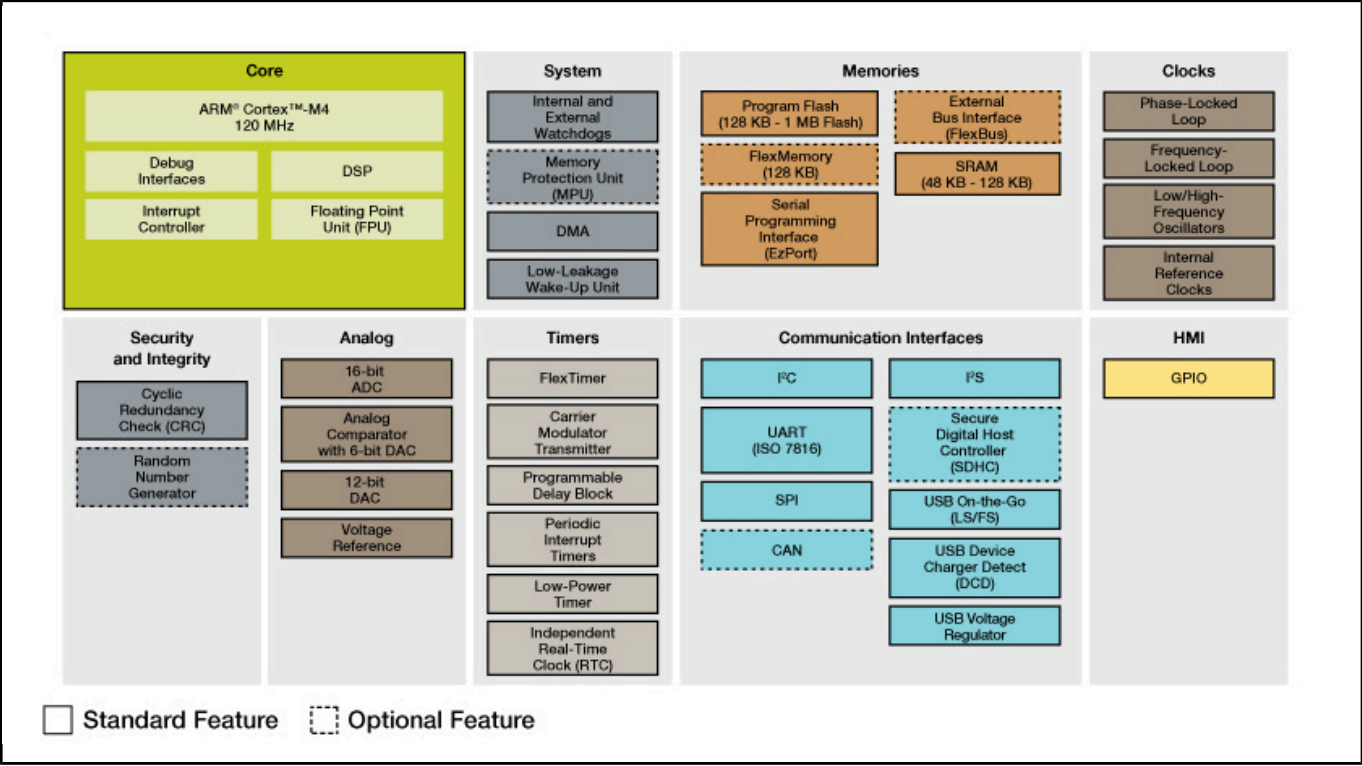 Core
ARM® Cortex™-M4
120 MHz
Debug
Interfaces
DSP
Interrupt
Controller
Floating Point
Unit (FPU)
System
Internal and
External
Watchdogs
Memory
Protection Unit
(MPU)
DMA
Low-Leakage
Wake-Up Unit
Memories
Program Flash
(128 KB - 1 MB Flash)
FlexMemory
(128 KB)
Serial
Programming
Interface
(EzPort)
External
Bus Interface
(FlexBus)
SRAM
(48 KB - 128 KB)
Clocks
Phase-Locked
Loop
Frequency-
Locked Loop
Low/High-
Frequency
Oscillators
Internal
Reference
Clocks
Security
and Integrity
Cyclic
Redundancy
Check (CRC)
Random
Number
Generator
Analog
16-bit
ADC
Analog
Comparator
with 6-bit DAC
12-bit
DAC
Voltage
Reference
Timers
FlexTimer
Carrier
Modulator
Transmitter
Programmable
Delay Block
Periodic
Interrupt
Timers
Low-Power
Timer
Independent
Real-Time
Clock (RTC)
Communication Interfaces
I²C
UART
(ISO 7816)
SPI
CAN
I²S
Secure
Digital Host
Controller
(SDHC)
USB On-the-Go
(LS/FS)
USB Device
Charger Detect
(DCD)
USB Voltage
Regulator
HMI
GPIO
Standard Feature
Optional Feature